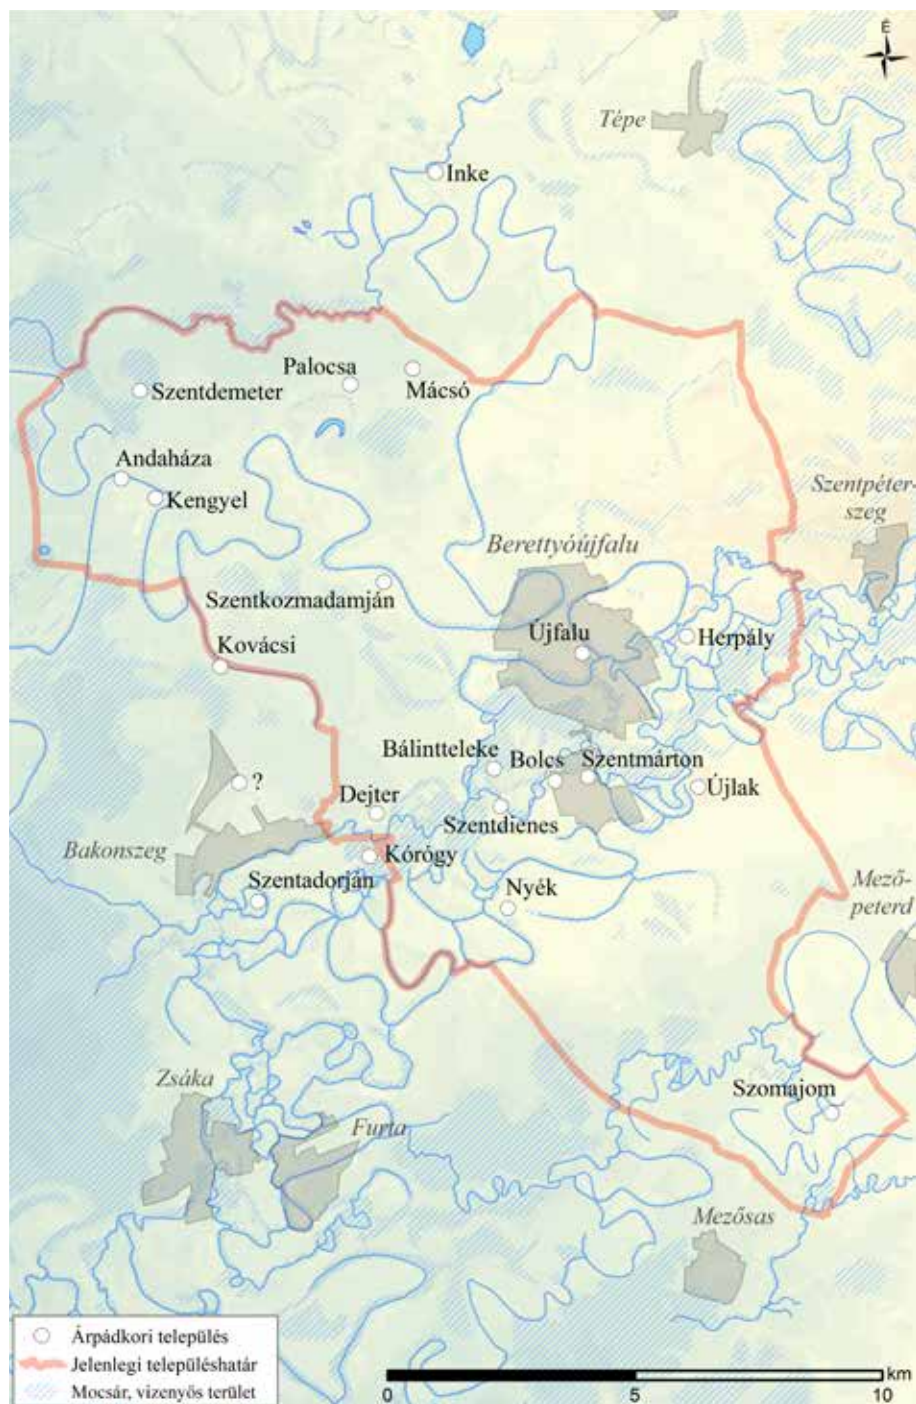 É
Tépe
Inke
Palocsa
Szentdemeter
Mácsó
Andaháza
Kengyel
Szentpéter-
szeg
Berettyóújfalu
Szentkozmadamján
Újfalu
Herpály
Kovácsi
Bálintteleke
Bolcs
Szentmárton
?
Dejter
Újlak
Szentdienes
Bakonszeg
Kórógy
Szentadorján
Nyék
Mező-
peterd
Zsáka
Szomajom
Furta
Mezősas
Árpádkori település
Jelenlegi településhatár
Mocsár, vizenyős terület
km
0
5
10